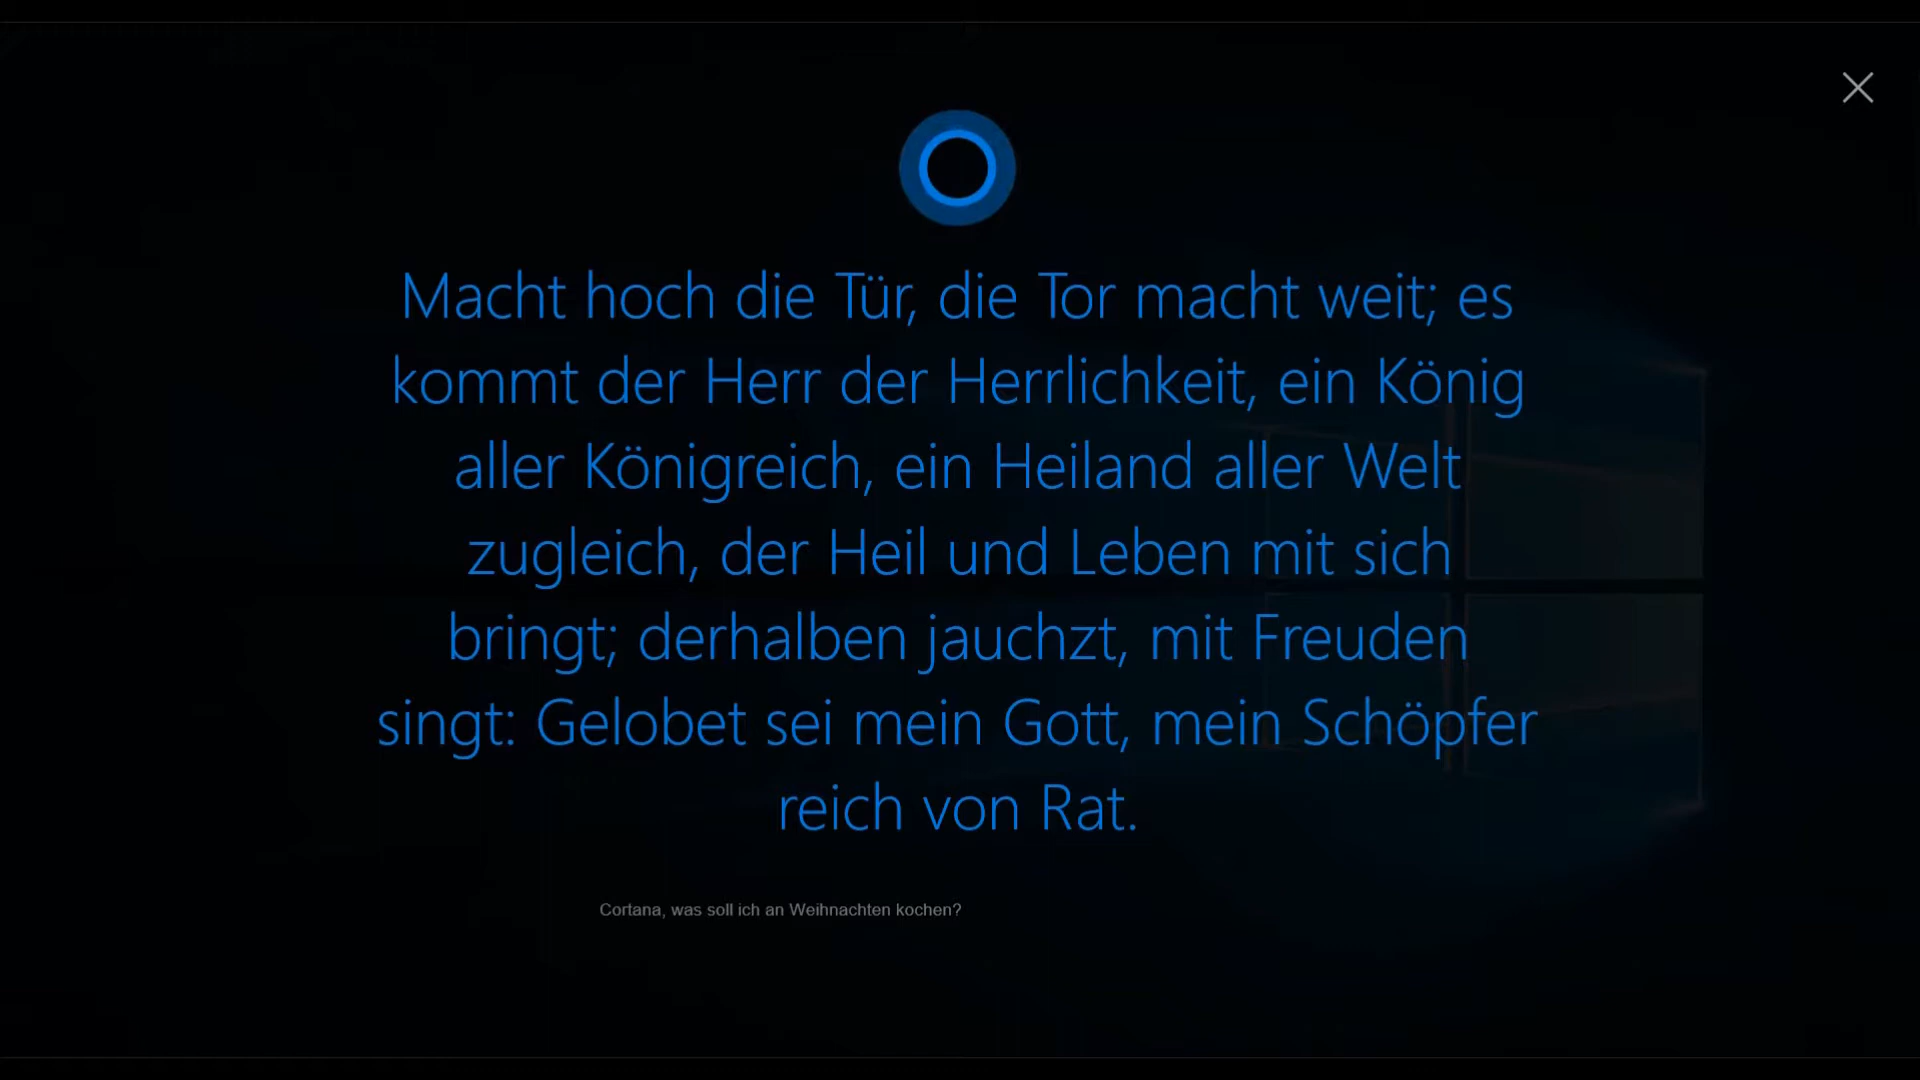 Macht hoch die Tür, die Tor macht weit; es
kommt der Herr der Herrlichkeit, ein König
aller Königreich, ein Heiland aller Welt
zugleich, der Heil und Leben mit sich
bringt; derhalben jauchzt, mit Freuden
singt: Gelobet sei mein Gott, mein Schöpfer
reich von Rat.
Cortana, was soll ich an Weihnachten kochen?